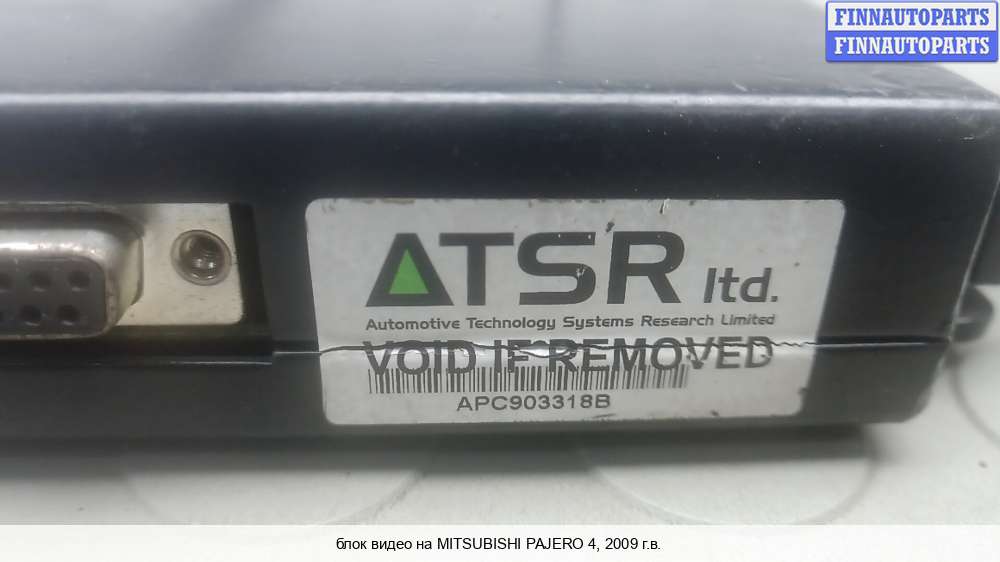 FINNAUTOPARTS
FINNAUTOPARTS
ATSR ltd.
Automotive Technology Systems Research Limited
VOID IF REMOVED
APC903318B
блок видео на MITSUBISHI PAJERO 4, 2009 г.в.